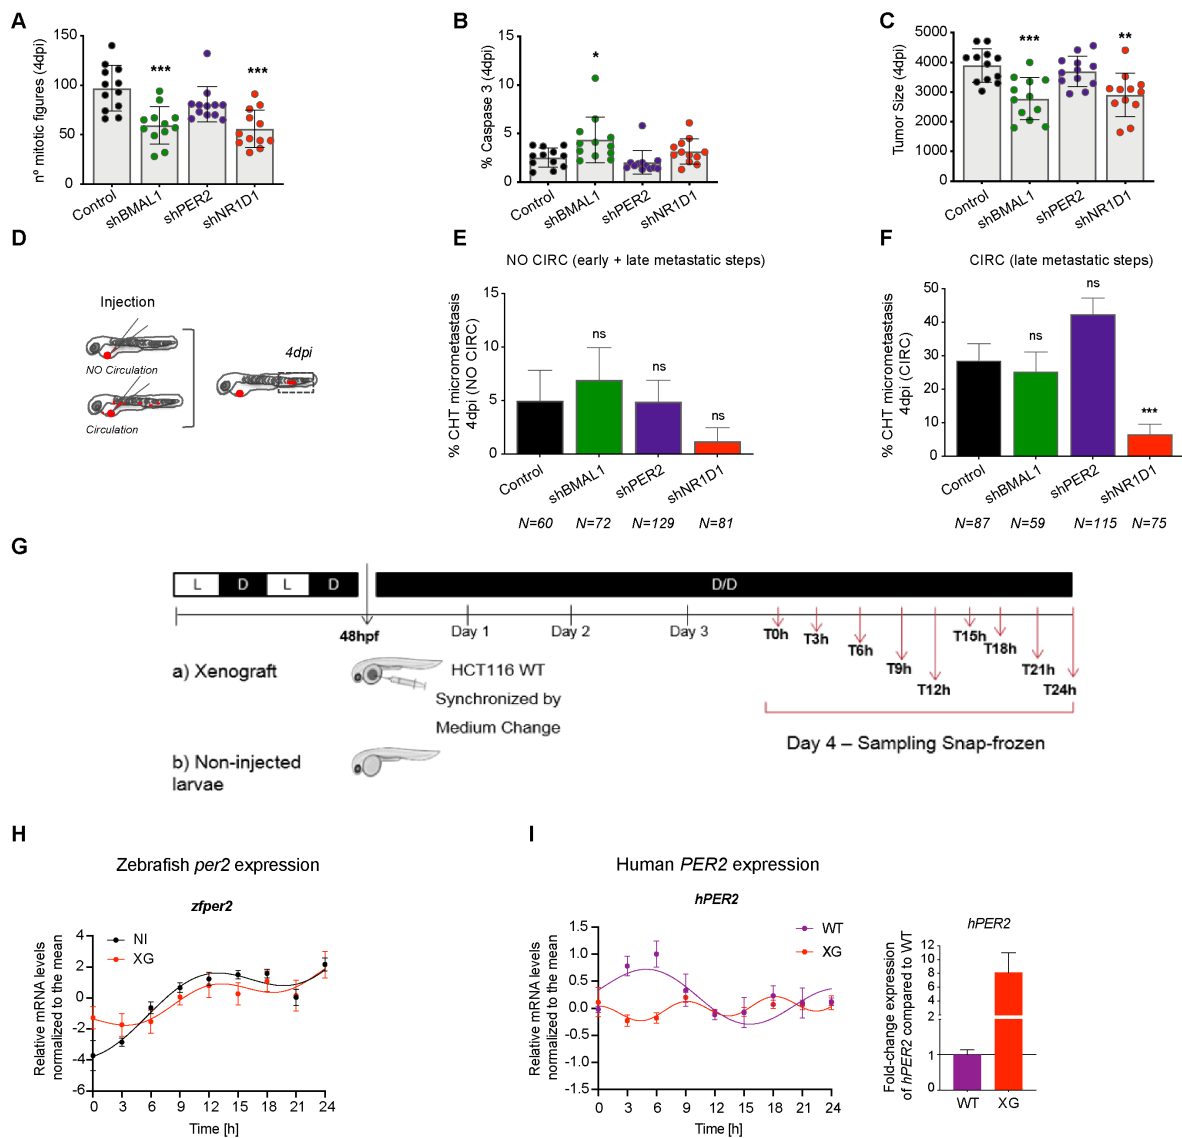 A
nº mitotic figures (4dpi)
150
100
50
0
***
***
Control
shBMAL1
shPER2
shNR1D1
B
% Caspase 3 (4dpi)
15
10
5
0
*
Control
shBMAL1
shPER2
shNR1D1
C
Tumor Size (4dpi)
5000
4000
3000
2000
1000
0
***
**
Control
shBMAL1
shPER2
shNR1D1
D
Injection
NO Circulation
Circulation
4dpi
E
NO CIRC (early + late metastatic steps)
% CHT micrometastasis
4dpi (NO CIRC)
15
10
5
0
ns
ns
ns
Control
shBMAL1
shPER2
shNR1D1
N=60
N=72
N=129
N=81
F
CIRC (late metastatic steps)
% CHT micrometastasis
4dpi (CIRC)
50
40
30
20
10
0
ns
ns
***
Control
shBMAL1
shPER2
shNR1D1
N=87
N=59
N=115
N=75
G
L D L D
D/D
48hpf
Day 1
Day 2
Day 3
T0h
T3h
T6h
T9h
T12h
T15h
T18h
T21h
T24h
a) Xenograft
HCT116 WT
Synchronized by
Medium Change
Day 4 – Sampling Snap-frozen
b) Non-injected
larvae
H
Zebrafish per2 expression
zfper2
NI
XG
Relative mRNA levels
normalized to the mean
4
2
0
-2
-4
-6
0 3 6 9 12 15 18 21 24
Time [h]
I
Human PER2 expression
hPER2
WT
XG
Relative mRNA levels
normalized to the mean
1.5
1.0
0.5
0.0
-0.5
-1.0
-1.5
0 3 6 9 12 15 18 21 24
Time [h]
hPER2
Fold-change expression
of hPER2 compared to WT
12
10
8
6
4
2
1
0
WT XG